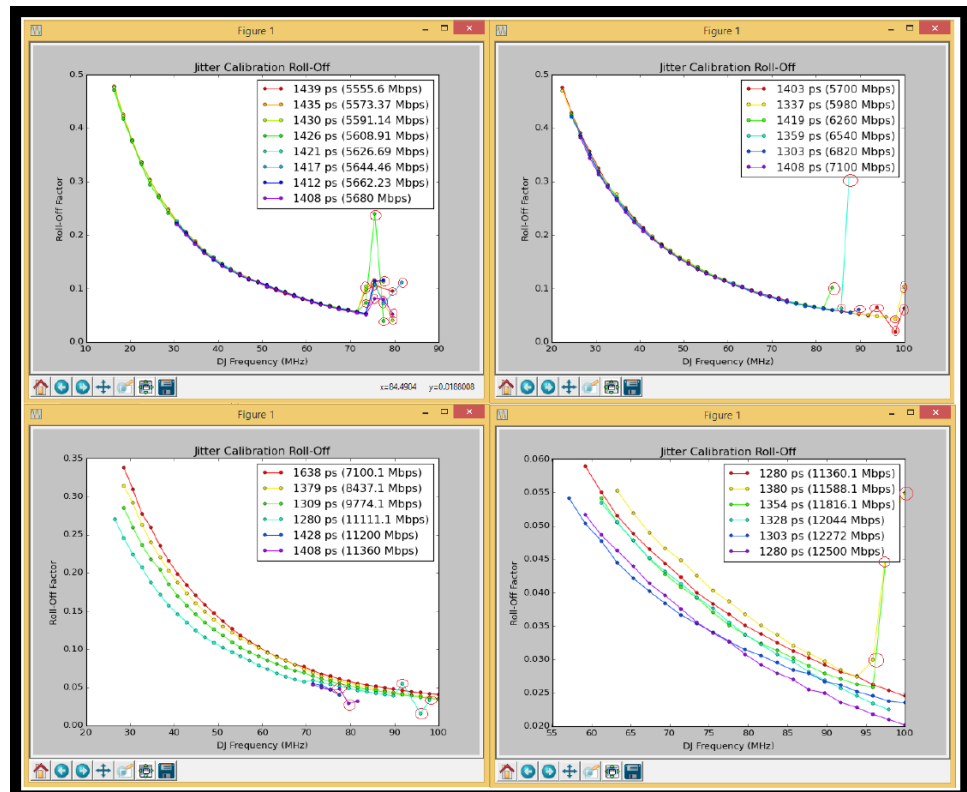 Figure 1
Jitter Calibration Roll-Off
0.5
0.4
0.3
0.2
0.1
0.0
Roll-Off Factor
10 20 30 40 50 60 70 80 90
DJ Frequency (MHz)
1439 ps (5555.6 Mbps)
1435 ps (5573.37 Mbps)
1430 ps (5591.14 Mbps)
1426 ps (5608.91 Mbps)
1421 ps (5626.69 Mbps)
1417 ps (5644.46 Mbps)
1412 ps (5662.23 Mbps)
1408 ps (5680 Mbps)
x=84.4904 y=0.0188008
Figure 1
Jitter Calibration Roll-Off
0.5
0.4
0.3
0.2
0.1
0.0
Roll-Off Factor
20 30 40 50 60 70 80 90 100
DJ Frequency (MHz)
1403 ps (5700 Mbps)
1337 ps (5980 Mbps)
1419 ps (6260 Mbps)
1359 ps (6540 Mbps)
1303 ps (6820 Mbps)
1408 ps (7100 Mbps)
Figure 1
Jitter Calibration Roll-Off
0.35
0.30
0.25
0.20
0.15
0.10
0.05
0.00
Roll-Off Factor
20 30 40 50 60 70 80 90 100
DJ Frequency (MHz)
1638 ps (7100.1 Mbps)
1379 ps (8437.1 Mbps)
1309 ps (9774.1 Mbps)
1280 ps (11111.1 Mbps)
1428 ps (11200 Mbps)
1408 ps (11360 Mbps)
Figure 1
Jitter Calibration Roll-Off
0.060
0.055
0.050
0.045
0.040
0.035
0.030
0.025
0.020
Roll-Off Factor
55 60 65 70 75 80 85 90 95 100
DJ Frequency (MHz)
1280 ps (11360.1 Mbps)
1380 ps (11588.1 Mbps)
1354 ps (11816.1 Mbps)
1328 ps (12044 Mbps)
1303 ps (12272 Mbps)
1280 ps (12500 Mbps)